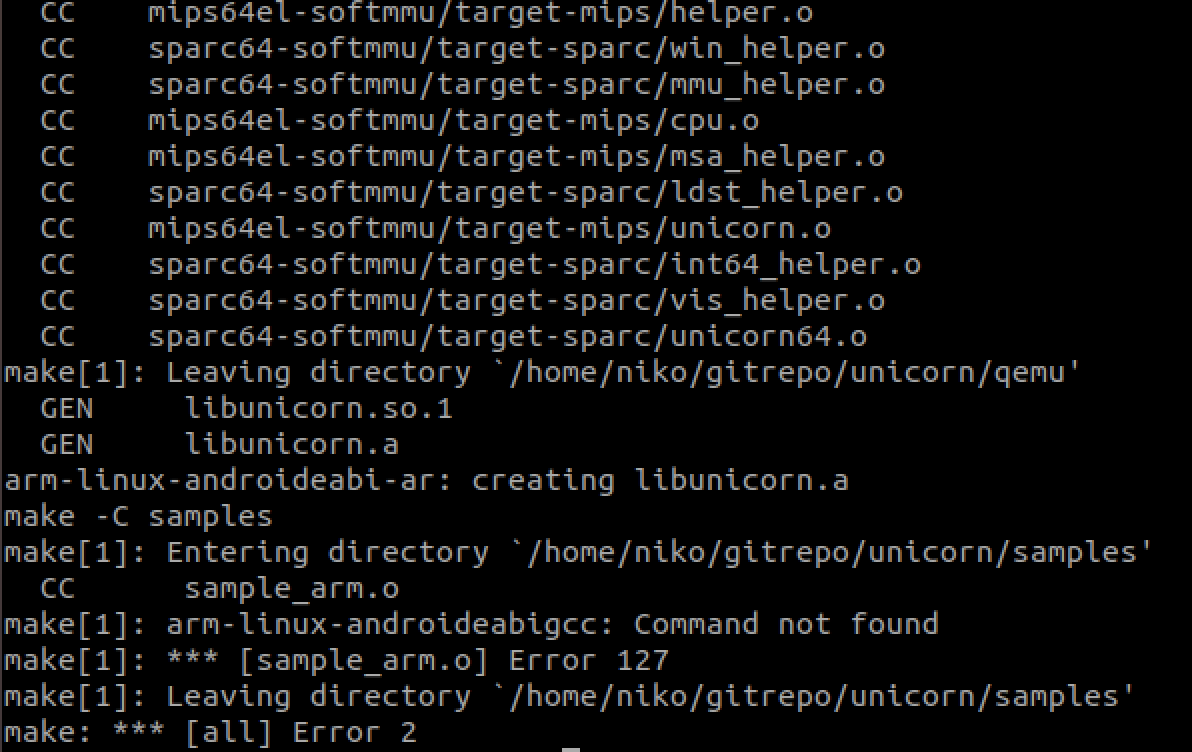 CC    mips64el-softmmu/target-mips/helper.o
CC    sparc64-softmmu/target-sparc/win_helper.o
CC    sparc64-softmmu/target-sparc/mmu_helper.o
CC    mips64el-softmmu/target-mips/cpu.o
CC    mips64el-softmmu/target-mips/msa_helper.o
CC    sparc64-softmmu/target-sparc/ldst_helper.o
CC    mips64el-softmmu/target-mips/unicorn.o
CC    sparc64-softmmu/target-sparc/int64_helper.o
CC    sparc64-softmmu/target-sparc/vis_helper.o
CC    sparc64-softmmu/target-sparc/unicorn64.o
make[1]: Leaving directory `/home/niko/gitrepo/unicorn/qemu'
  GEN     libunicorn.so.1
  GEN     libunicorn.a
arm-linux-androideabi-ar: creating libunicorn.a
make -C samples
make[1]: Entering directory `/home/niko/gitrepo/unicorn/samples'
  CC      sample_arm.o
make[1]: arm-linux-androideabigcc: Command not found
make[1]: *** [sample_arm.o] Error 127
make[1]: Leaving directory `/home/niko/gitrepo/unicorn/samples'
make: *** [all] Error 2